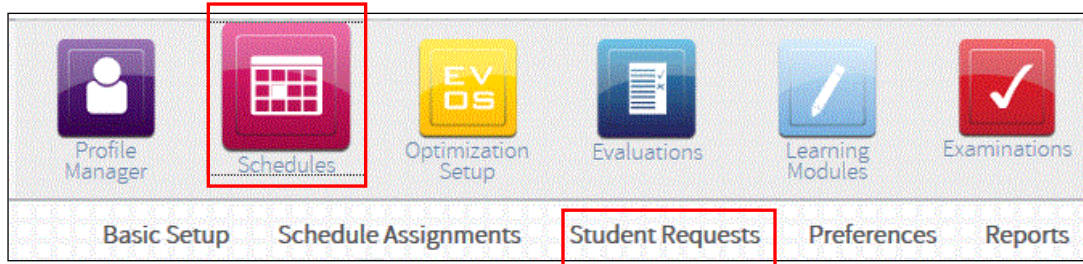 EV
OS
Profile
Manager
Schedules
Optimization
Setup
Evaluations
Learning
Modules
Examinations
Basic Setup Schedule Assignments Student Requests Preferences Reports